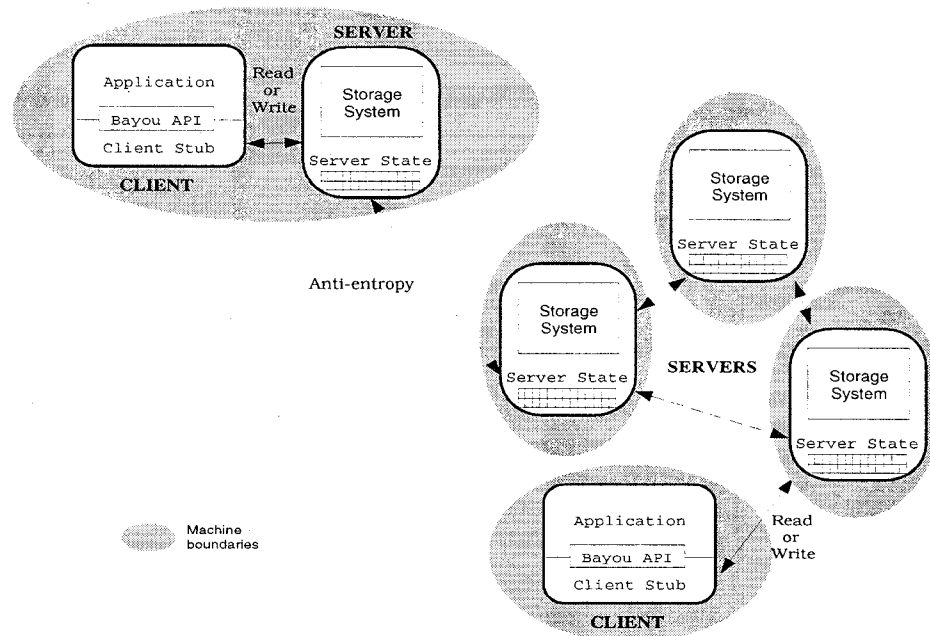 SERVER
Application
Bayou API
Client Stub
CLIENT
Read
or
Write
Storage
System
Server State
Anti-entropy
Storage
System
Server State
Storage
System
Server State
SERVERS
Storage
System
Server State
Machine
boundaries
Application
Bayou API
Client Stub
CLIENT
Read
or
Write